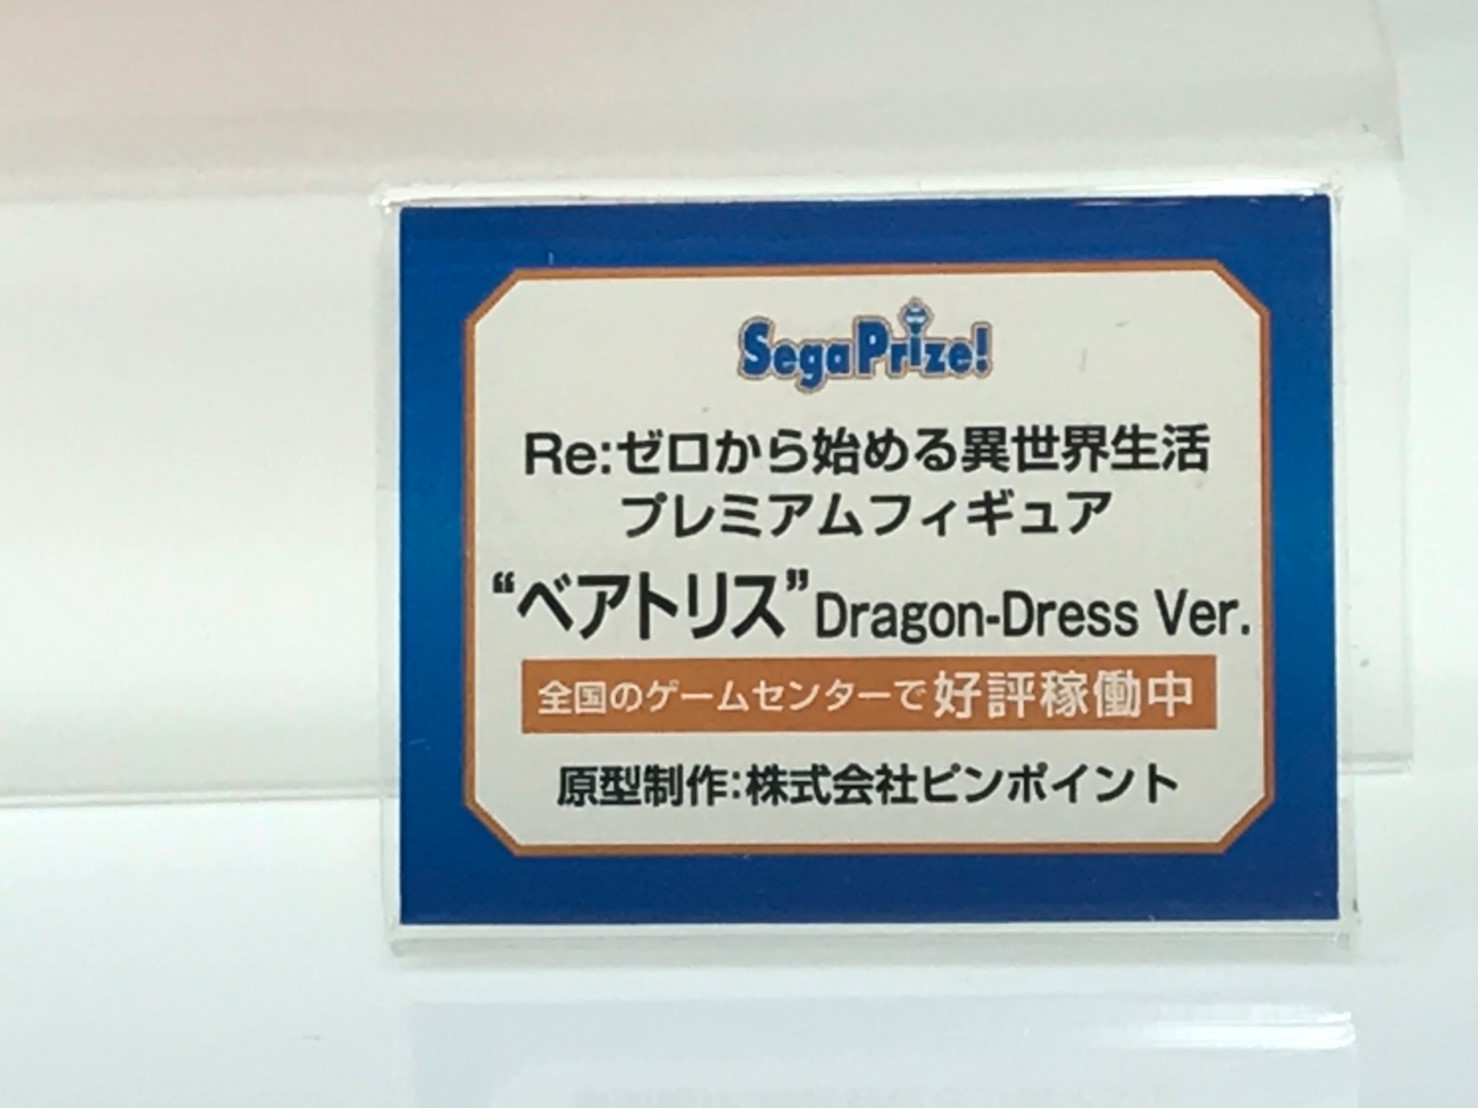 Sega Prize!
Re:ゼロから始める異世界生活
プレミアムフィギュア
“ベアトリス”Dragon-Dress Ver.
全国のゲームセンターで好評稼働中
原型制作:株式会社ピンポイント